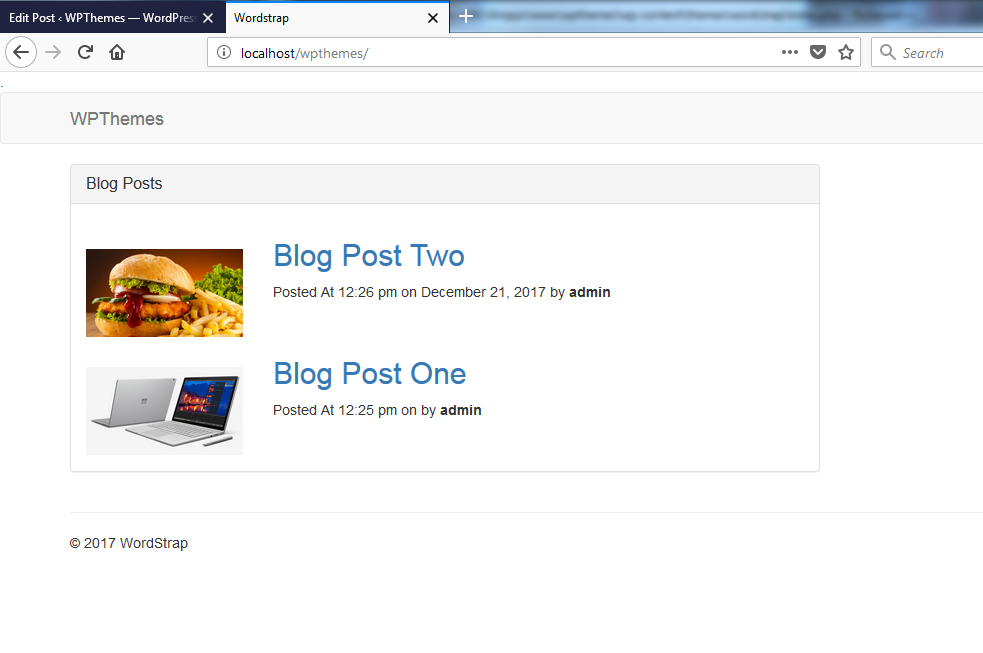 Edit Post ‹ WPThemes — WordPres
Wordstrap
localhost/wpthemes/
Search
.
WPThemes
Blog Posts
Blog Post Two
Posted At 12:26 pm on December 21, 2017 by admin
Blog Post One
Posted At 12:25 pm on by admin
© 2017 WordStrap